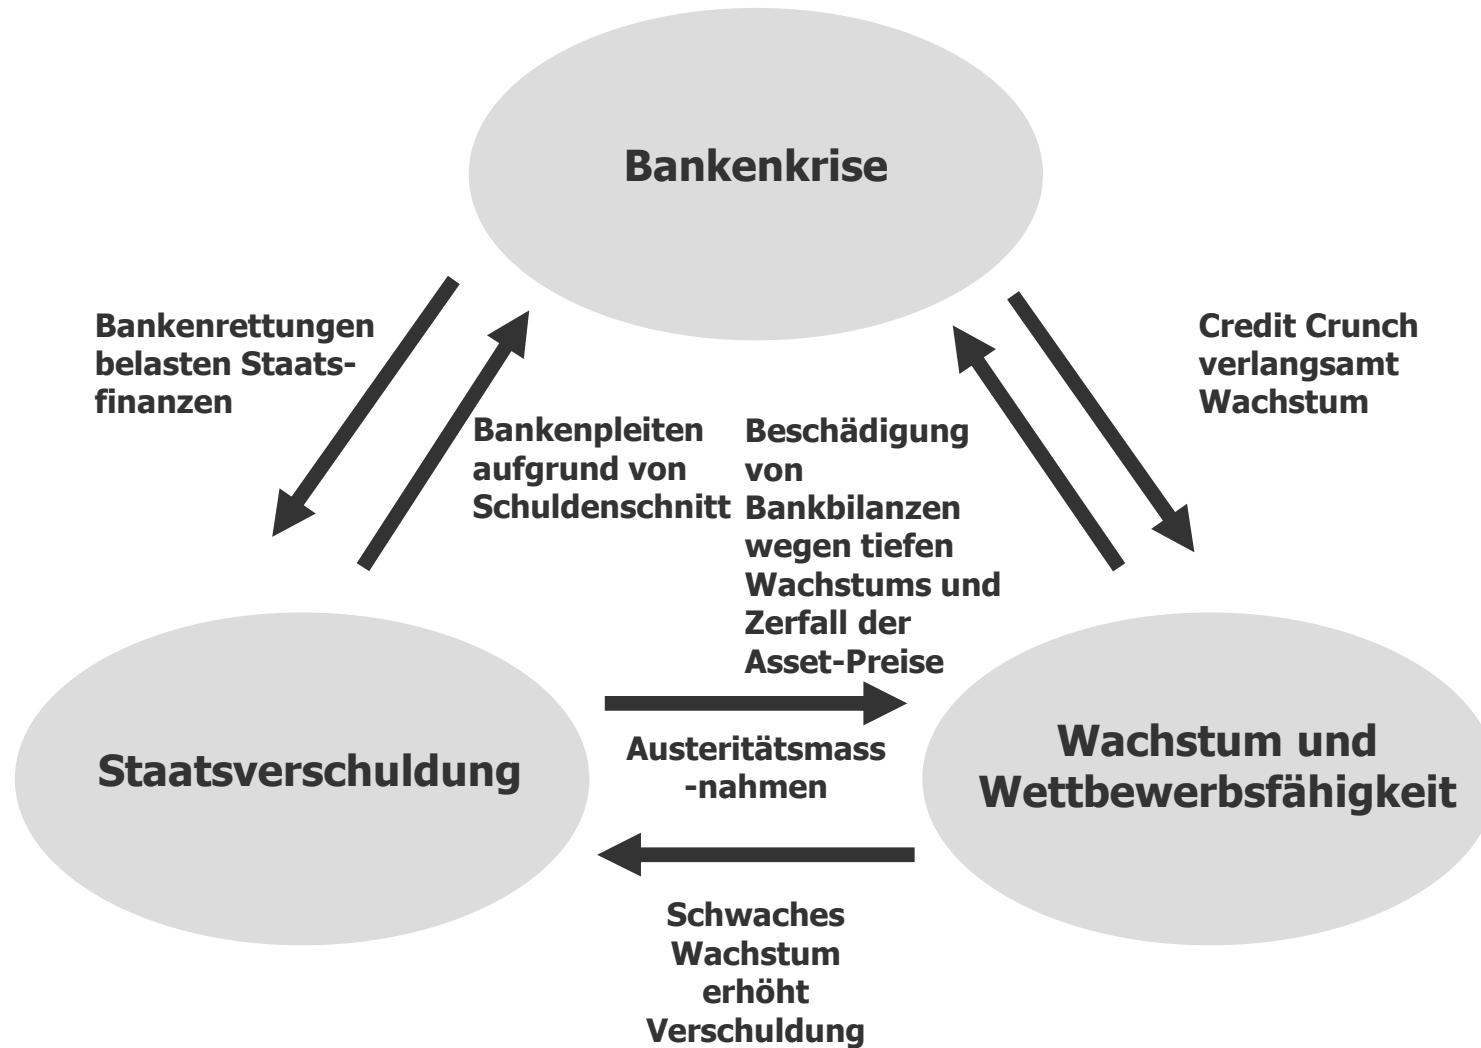 Bankenkrise
Bankenrettungen
belasten Staats-
finanzen
Credit Crunch
verlangsamt
Wachstum
Bankenpleiten
aufgrund von
Schuldenschnitt
Beschädigung
von
Bankbilanzen
wegen tiefen
Wachstums und
Zerfall der
Asset-Preise
Staatsverschuldung
Austeritätsmass
-nahmen
Wachstum und
Wettbewerbsfähigkeit
Schwaches
Wachstum
erhöht
Verschuldung